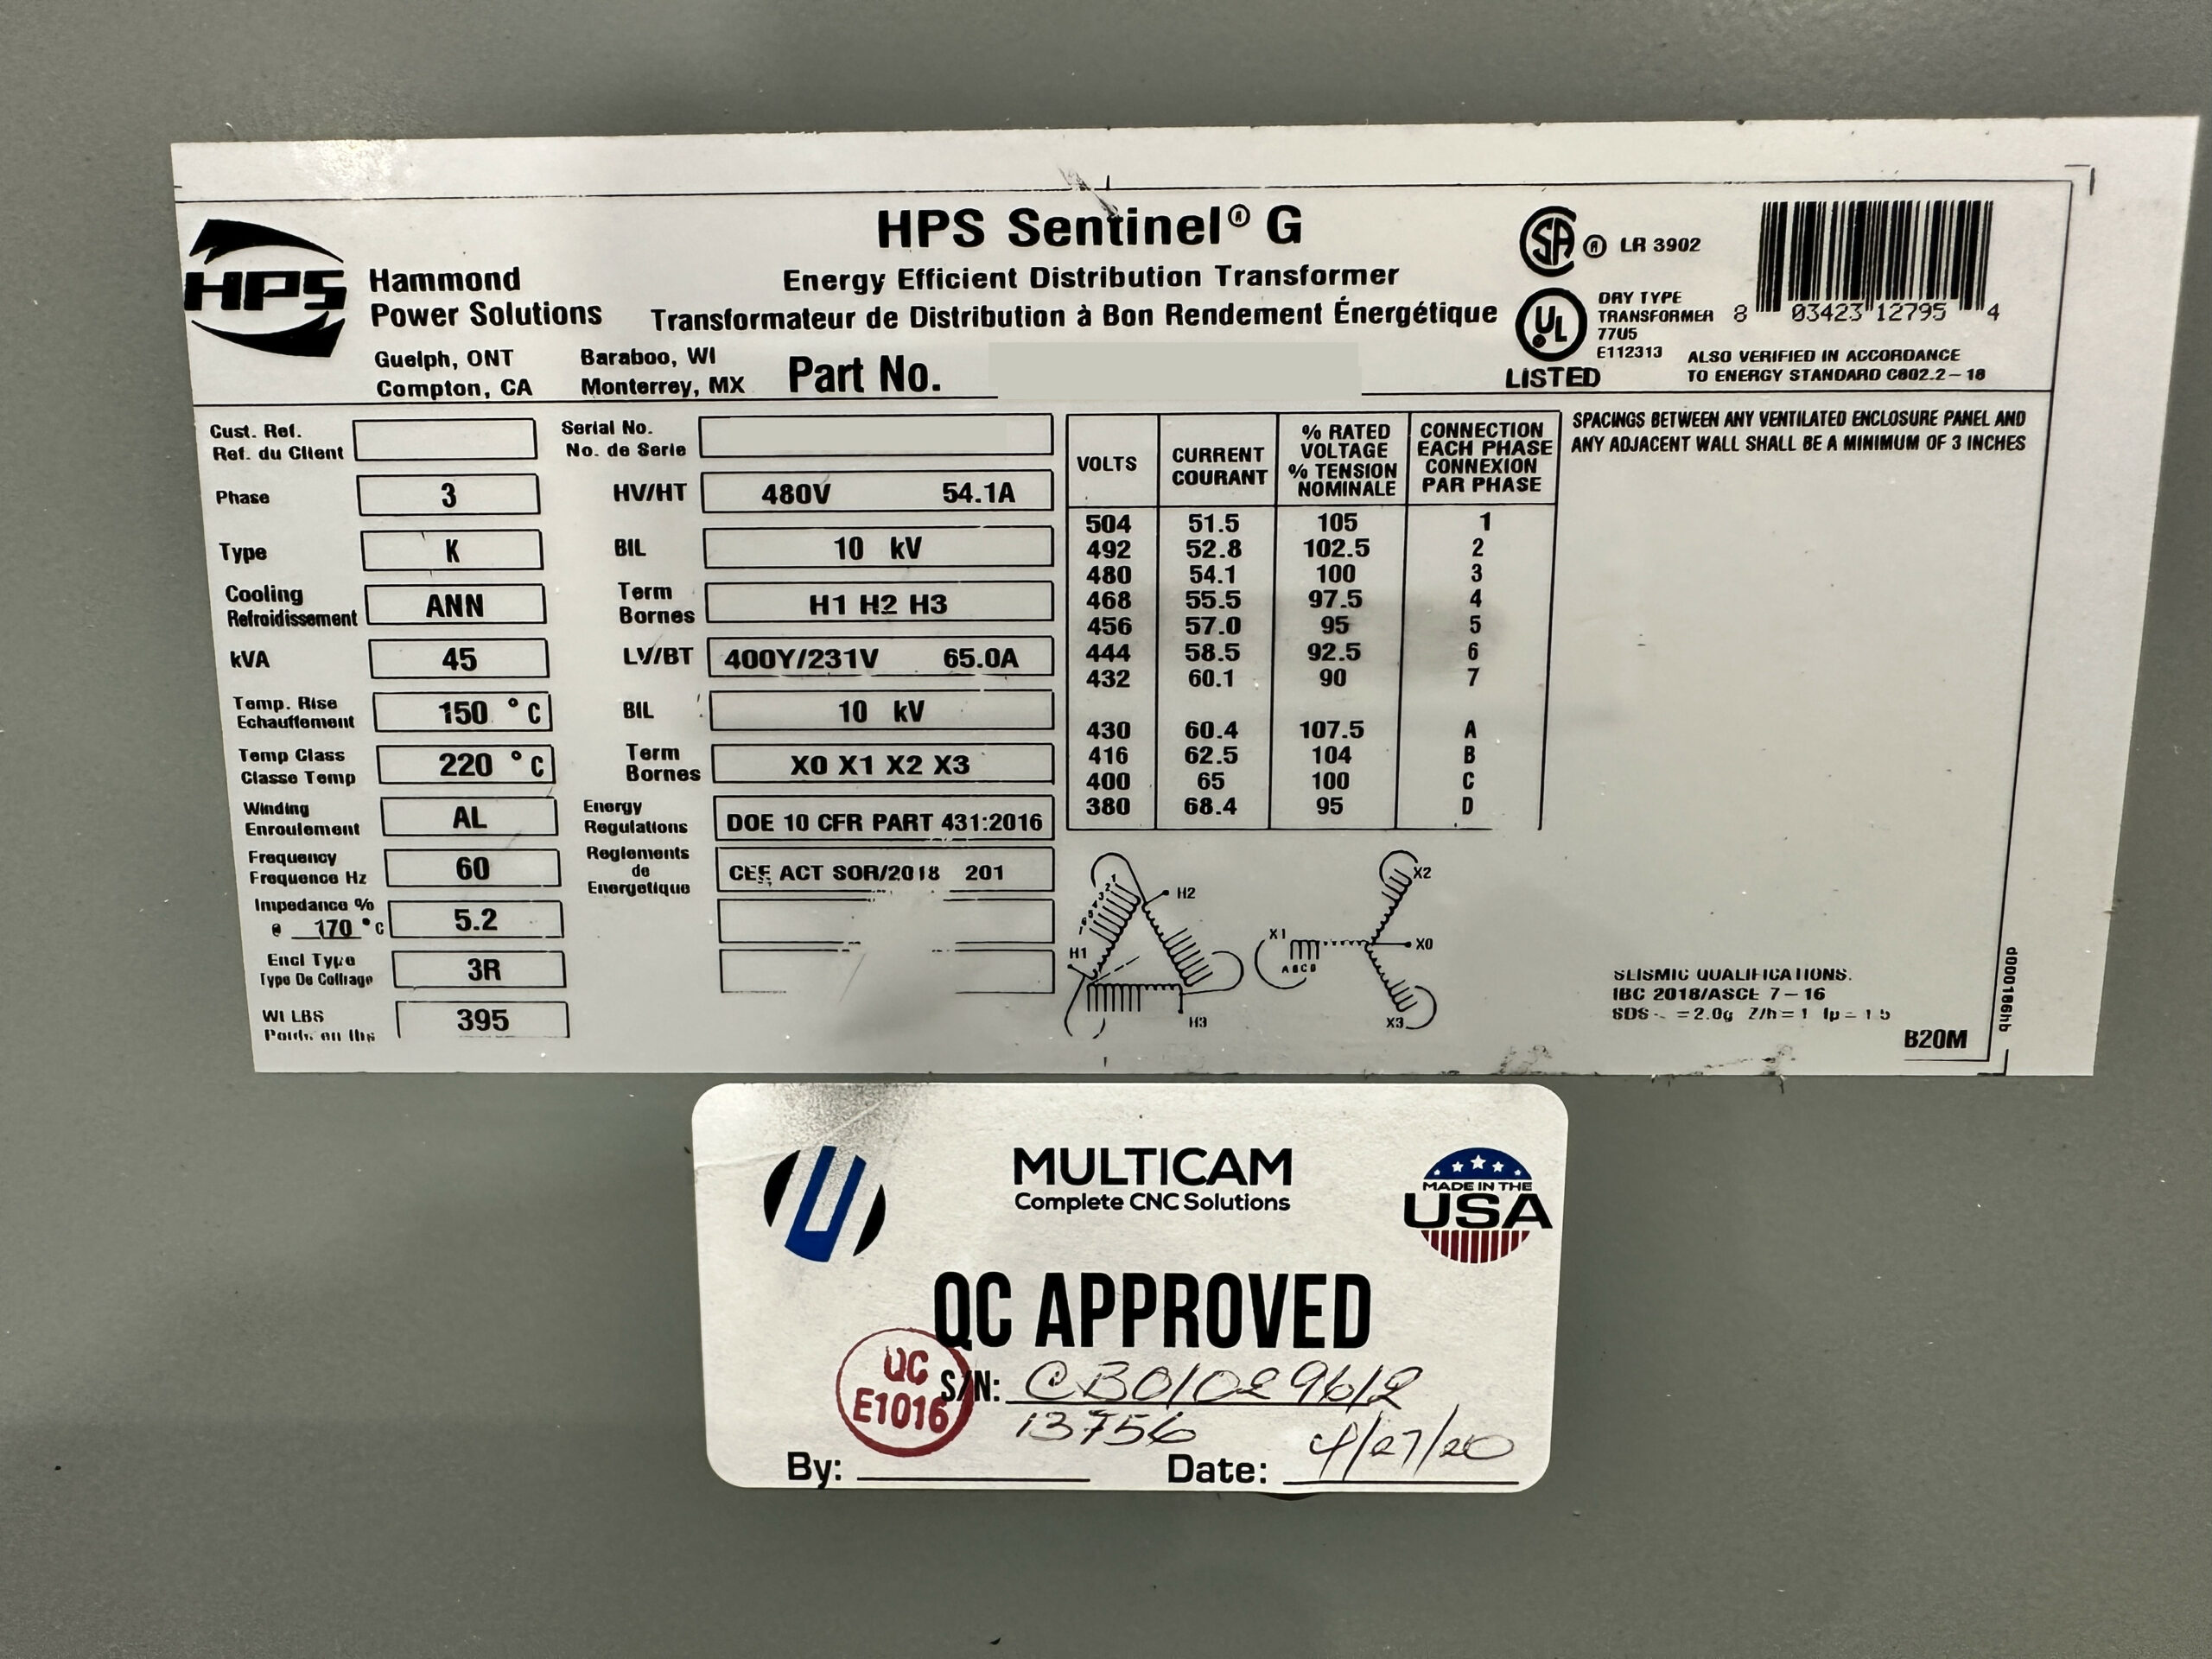 HPS
Hammond
Power Solutions
Guelph, ONT Baraboo, WI
Compton, CA Monterrey, MX
HPS Sentinel® G
Energy Efficient Distribution Transformer
Transformateur de Distribution à Bon Rendement Énergétique
Part No.
SA ® LR 3902
UL
LISTED
DRY TYPE
TRANSFORMER
77U5
E112313
8 03423 12795 4
ALSO VERIFIED IN ACCORDANCE
TO ENERGY STANDARD C802.2-18
Cust. Ref.
Ref. du Client
Phase 3
Type K
Cooling
Refroidissement
ANN
kVA 45
Temp. Rise
Echauffement
150 °C
Temp Class
Classe Temp
220 °C
Winding
Enroulement
AL
Frequency
Frequence Hz
60
Impedance %
@ 170 °C
5.2
Encl Type
Type De Coffrage
3R
Wt LBS
Poids en lbs
395
Serial No.
No. de Serie
HV/HT 480V 54.1A
BIL 10 kV
Term
Bornes
H1 H2 H3
LV/BT 400Y/231V 65.0A
BIL 10 kV
Term
Bornes
X0 X1 X2 X3
Energy
Regulations
DOE 10 CFR PART 431:2016
Reglements
de
Energetique
CEE ACT SOR/2018 201
VOLTS
CURRENT
COURANT
% RATED
VOLTAGE
% TENSION
NOMINALE
CONNECTION
EACH PHASE
CONNEXION
PAR PHASE
504 51.5 105 1
492 52.8 102.5 2
480 54.1 100 3
468 55.5 97.5 4
456 57.0 95 5
444 58.5 92.5 6
432 60.1 90 7
430 60.4 107.5 A
416 62.5 104 B
400 65 100 C
380 68.4 95 D
H2
H1
H3
X2
X1
X0
A B C D
X3
SPACINGS BETWEEN ANY VENTILATED ENCLOSURE PANEL AND
ANY ADJACENT WALL SHALL BE A MINIMUM OF 3 INCHES
SEISMIC QUALIFICATIONS.
IBC 2018/ASCE 7-16
SDS = 2.0g Z/h = 1 Ip = 1.5
B20M
d000186nb
MULTICAM
Complete CNC Solutions
MADE IN THE
USA
QC APPROVED
QC
E1016
S/N: CB01029612
13756
By:
Date: 4/27/20